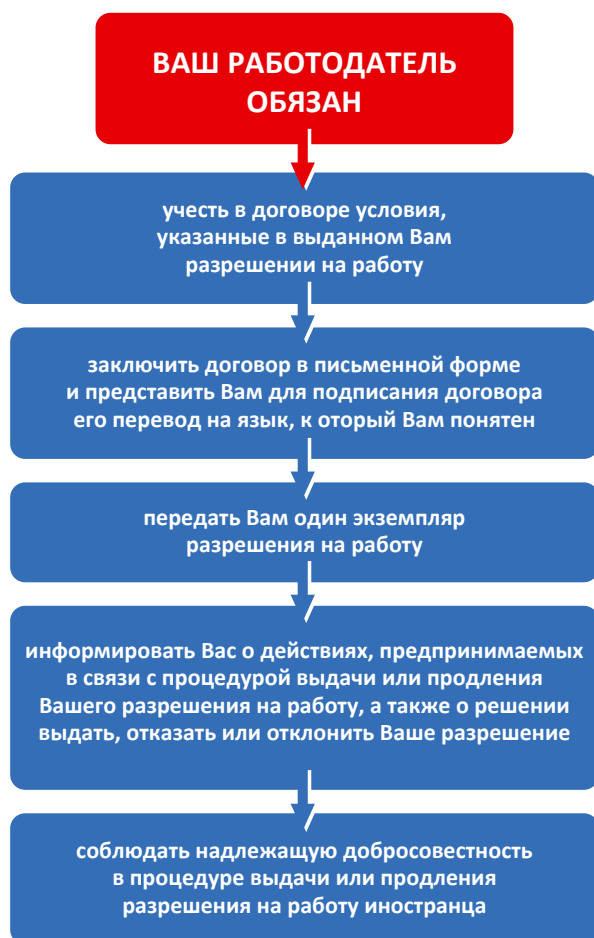 ВАШ РАБОТОДАТЕЛЬ
ОБЯЗАН
учесть в договоре условия,
указанные в выданном Вам
разрешении на работу
заключить договор в письменной форме
и представить Вам для подписания договора
его перевод на язык, к оторый Вам понятен
передать Вам один экземпляр
разрешения на работу
информировать Вас о действиях, предпринимаемых
в связи с процедурой выдачи или продления
Вашего разрешения на работу, а также о решении
выдать, отказать или отклонить Ваше разрешение
соблюдать надлежащую добросовестность
в процедуре выдачи или продления
разрешения на работу иностранца